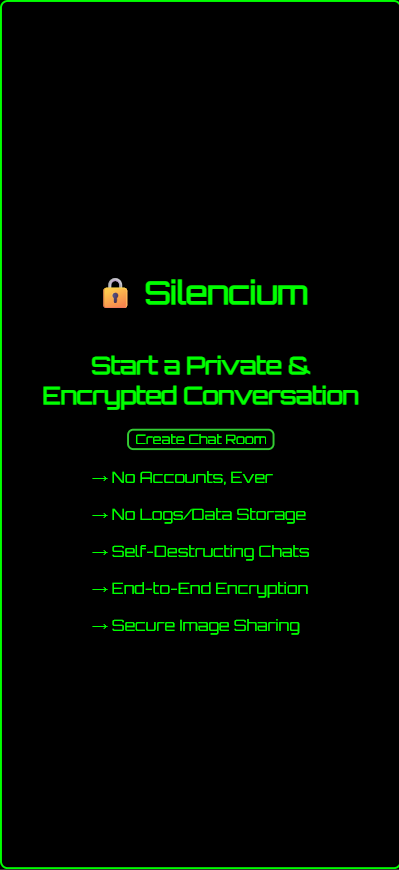 🔒 Silencium
Start a Private &
Encrypted Conversation
Create Chat Room
→ No Accounts, Ever
→ No Logs/Data Storage
→ Self-Destructing Chats
→ End-to-End Encryption
→ Secure Image Sharing